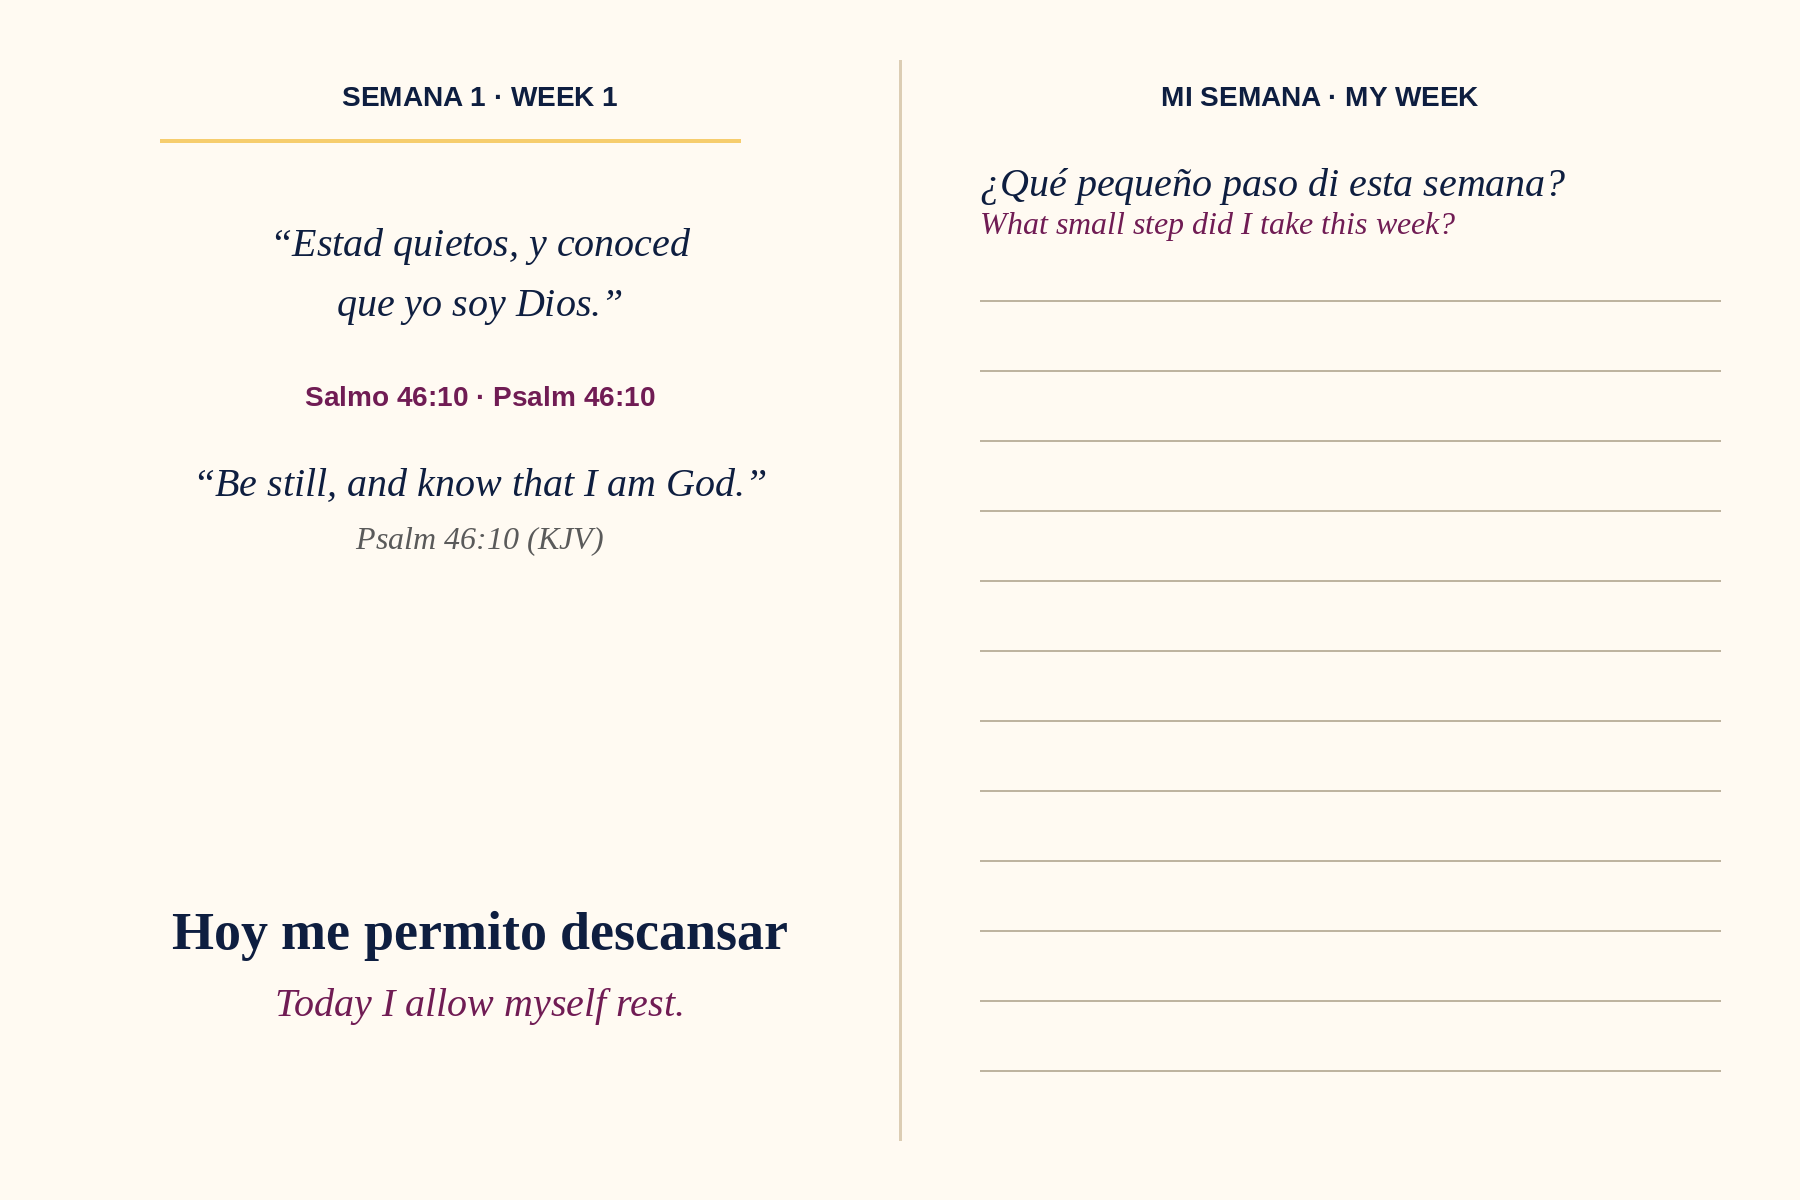 SEMANA 1 · WEEK 1
“Estad quietos, y conoced
que yo soy Dios.”
Salmo 46:10 · Psalm 46:10
“Be still, and know that I am God.”
Psalm 46:10 (KJV)
Hoy me permito descansar
Today I allow myself rest.
MI SEMANA · MY WEEK
¿Qué pequeño paso di esta semana?
What small step did I take this week?